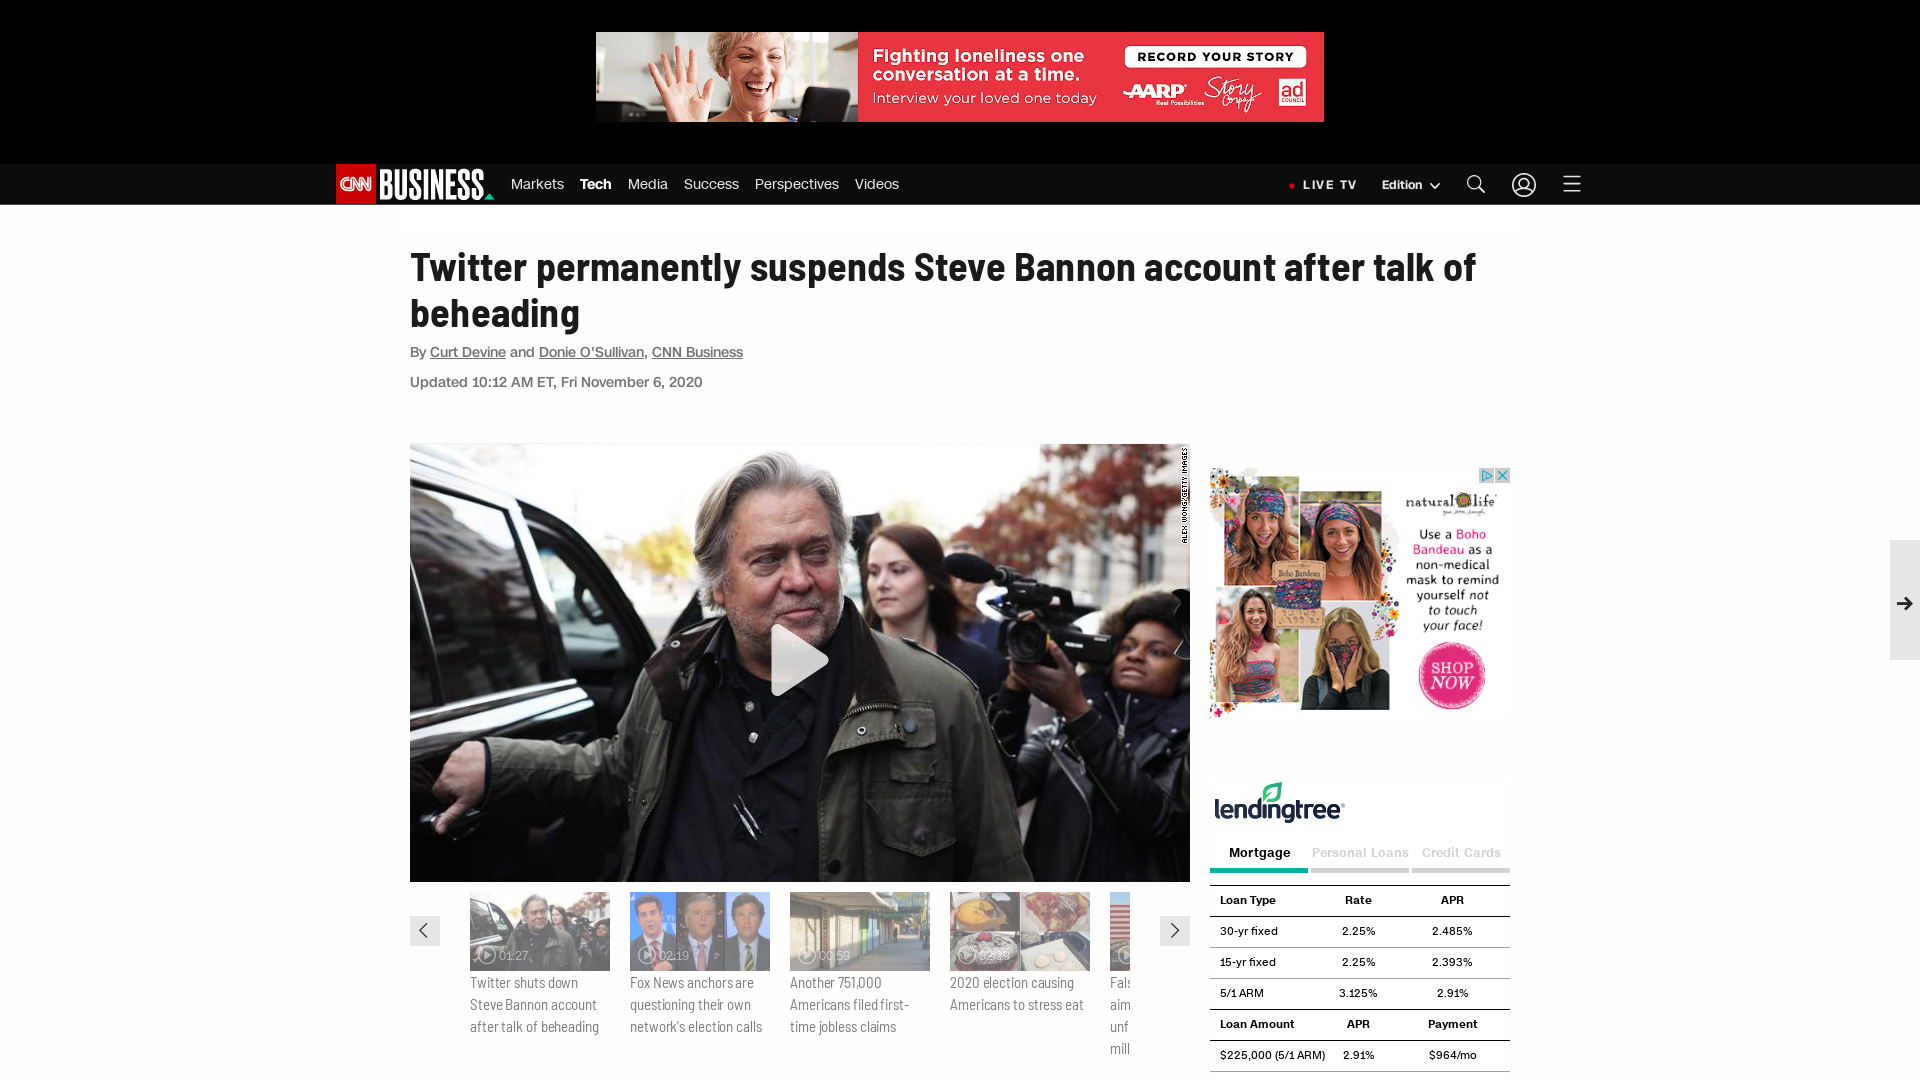 Fighting loneliness one
conversation at a time.
Interview your loved one today
RECORD YOUR STORY
AARP
Real Possibilities
Story
Corps
ad
COUNCIL
CNN BUSINESS
Markets Tech Media Success Perspectives Videos
LIVE TV Edition
Twitter permanently suspends Steve Bannon account after talk of
beheading
By Curt Devine and Donie O'Sullivan, CNN Business
Updated 10:12 AM ET, Fri November 6, 2020
ALEX WONG/GETTY IMAGES
01:27
Twitter shuts down
Steve Bannon account
after talk of beheading
02:19
Fox News anchors are
questioning their own
network's election calls
00:59
Another 751,000
Americans filed first-
time jobless claims
2020 election causing
Americans to stress eat
Fals
aim
unf
mill
natural life
Use a Boho
Bandeau as a
non-medical
mask to remind
yourself not
to touch
your face!
SHOP
NOW
Boho Bandeau
lendingtree
Mortgage Personal Loans Credit Cards
Loan Type Rate APR
30-yr fixed 2.25% 2.485%
15-yr fixed 2.25% 2.393%
5/1 ARM 3.125% 2.91%
Loan Amount APR Payment
$225,000 (5/1 ARM) 2.91% $964/mo